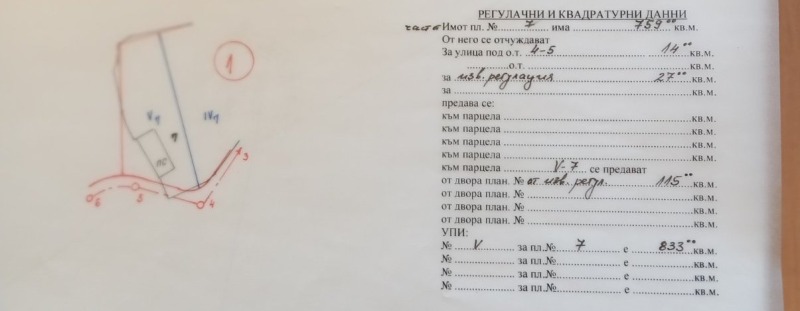 РЕГУЛАЧНИ И КВАДРАТУРНИ ДАННИ
част Имот пл. № 7 има 759°° кв.м.
От него се отчуждават
За улица под о.т. 4-5 14°° кв.м.
о.т. кв.м.
за изв. регулация 27°° кв.м.
за кв.м.
предава се:
към парцела кв.м.
към парцела кв.м.
към парцела кв.м.
към парцела кв.м.
към парцела V-7 се предават
от двора план. № от изв. регул. 115°° кв.м.
от двора план. № кв.м.
от двора план. № кв.м.
от двора план. № кв.м.
УПИ:
№ V за пл.№ 7 е 833°° кв.м.
№ за пл.№ е кв.м.
№ за пл.№ е кв.м.
№ за пл.№ е кв.м.
1
V7
7
IV7
ПС
3
6
5
4